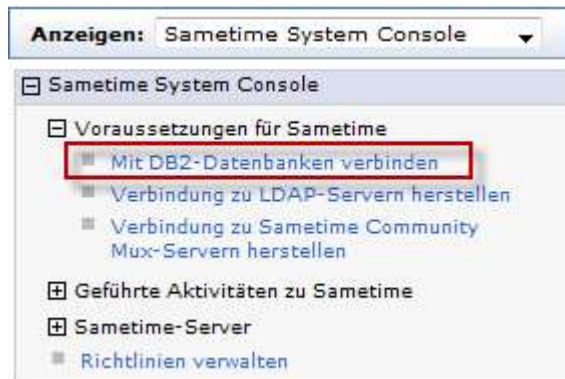 Anzeigen: Sametime System Console
Sametime System Console
Voraussetzungen für Sametime
Mit DB2-Datenbanken verbinden
Verbindung zu LDAP-Servern herstellen
Verbindung zu Sametime Community
Mux-Servern herstellen
Geführte Aktivitäten zu Sametime
Sametime-Server
Richtlinien verwalten